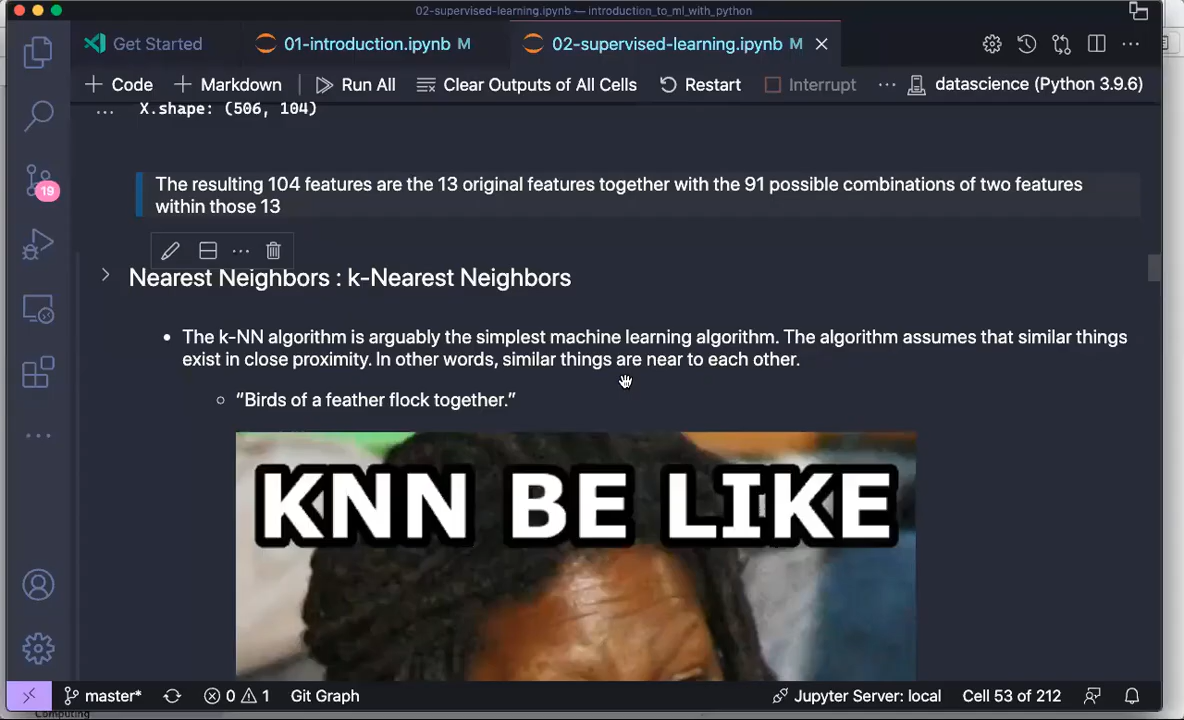 02-supervised-learning.ipynb — introduction_to_ml_with_python
Get Started 01-introduction.ipynb M 02-supervised-learning.ipynb M
Code Markdown Run All Clear Outputs of All Cells Restart Interrupt ... datascience (Python 3.9.6)
... X.shape: (506, 104)
The resulting 104 features are the 13 original features together with the 91 possible combinations of two features
within those 13
19
Nearest Neighbors : k-Nearest Neighbors
• The k-NN algorithm is arguably the simplest machine learning algorithm. The algorithm assumes that similar things
exist in close proximity. In other words, similar things are near to each other.
○ “Birds of a feather flock together.”
KNN BE LIKE
master* 0 1 Git Graph Jupyter Server: local Cell 53 of 212
Computing